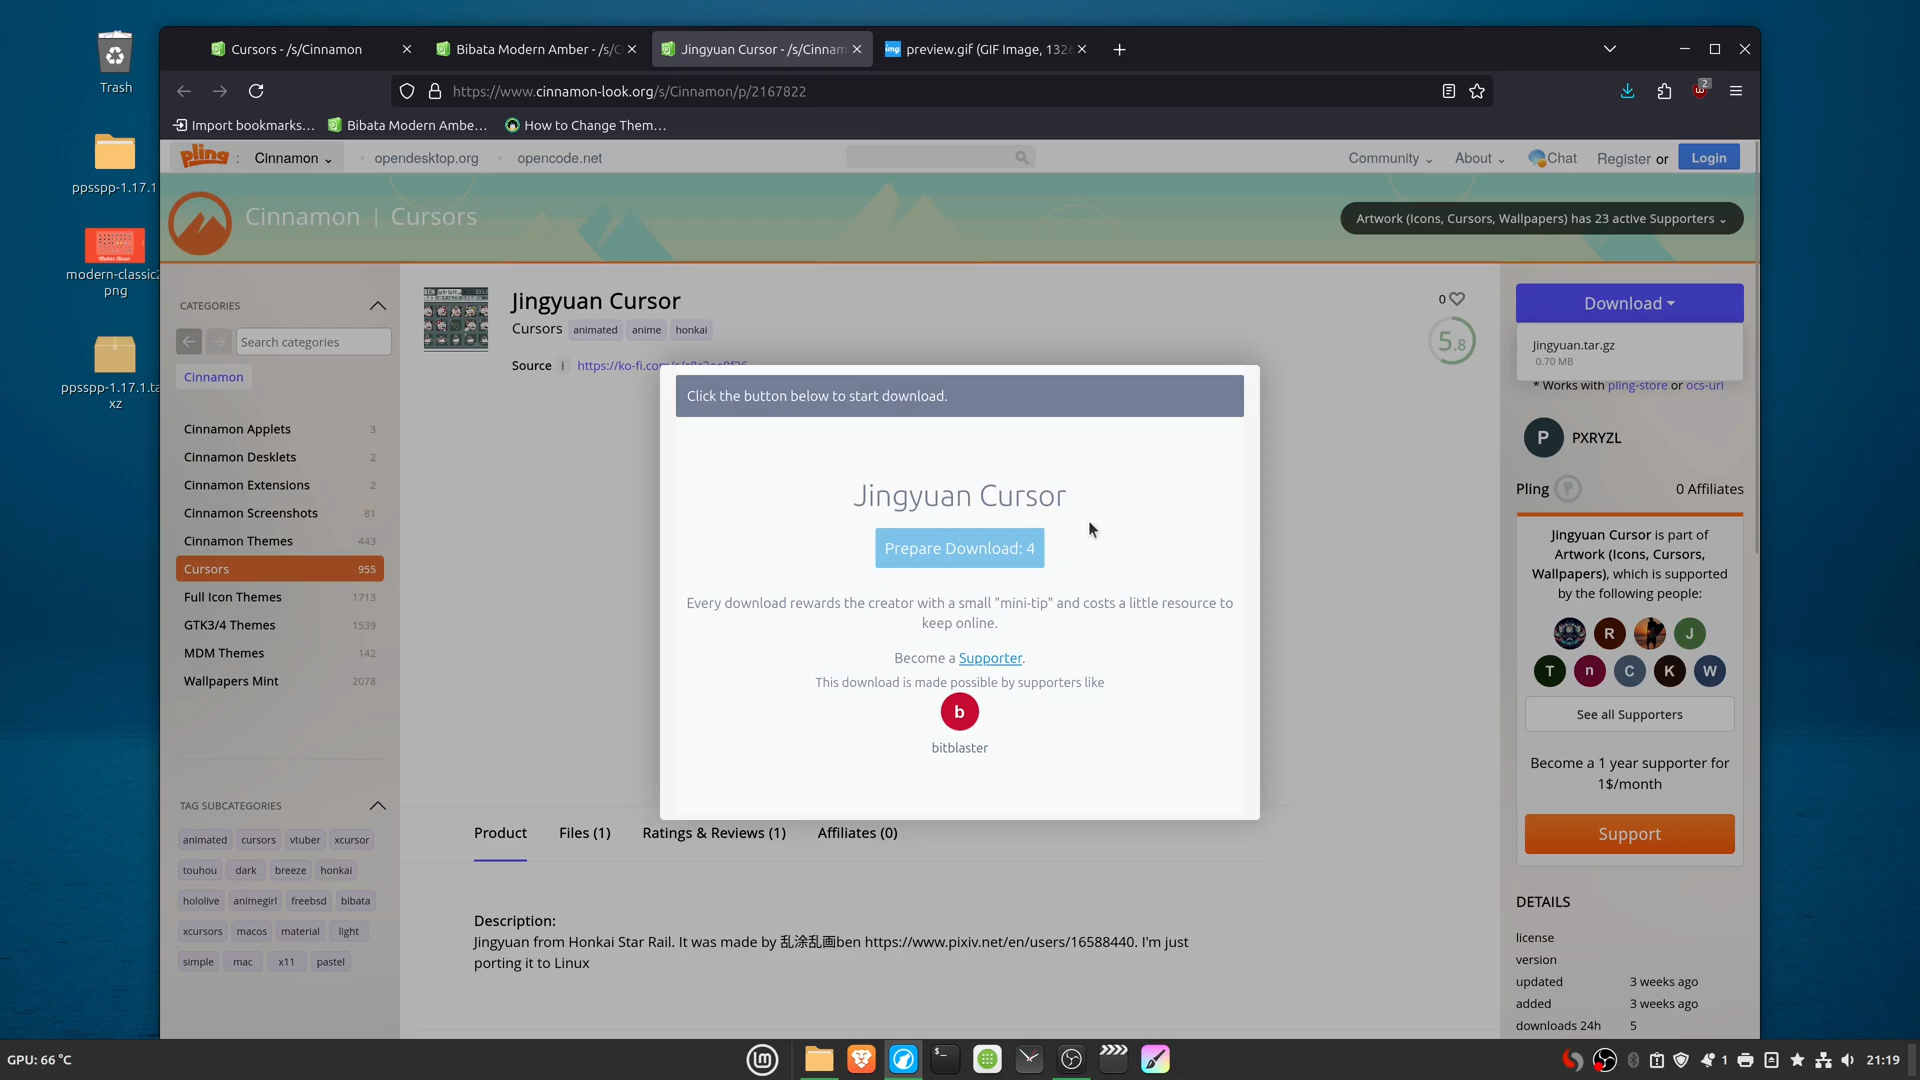 Trash
ppsspp-1.17.1
modern-classic2
png
ppsspp-1.17.1.ta
xz
Cursors - /s/Cinnamon
Bibata Modern Amber - /s/C
Jingyuan Cursor - /s/Cinnam
preview.gif (GIF Image, 132
https://www.cinnamon-look.org/s/Cinnamon/p/2167822
2
Import bookmarks...
Bibata Modern Ambe...
How to Change Them...
pling
:
Cinnamon
opendesktop.org
opencode.net
Community
About
Chat
Register or
Login
Cinnamon | Cursors
Artwork (Icons, Cursors, Wallpapers) has 23 active Supporters
CATEGORIES
Search categories
Cinnamon
Cinnamon Applets 3
Cinnamon Desklets 2
Cinnamon Extensions 2
Cinnamon Screenshots 81
Cinnamon Themes 443
Cursors 955
Full Icon Themes 1713
GTK3/4 Themes 1539
MDM Themes 142
Wallpapers Mint 2078
TAG SUBCATEGORIES
animated cursors vtuber xcursor
touhou dark breeze honkai
hololive animegirl freebsd bibata
xcursors macos material light
simple mac x11 pastel
Jingyuan Cursor
Cursors animated anime honkai
Source i https://ko-fi.com/s/
0
5.8
Click the button below to start download.
Jingyuan Cursor
Prepare Download: 4
Every download rewards the creator with a small "mini-tip" and costs a little resource to
keep online.
Become a Supporter.
This download is made possible by supporters like
b
bitblaster
Product
Files (1)
Ratings & Reviews (1)
Affiliates (0)
Description:
Jingyuan from Honkai Star Rail. It was made by 乱涂乱画ben https://www.pixiv.net/en/users/16588440. I'm just
porting it to Linux
Download
Jingyuan.tar.gz
0.70 MB
* Works with pling-store or ocs-url
P
PXRYZL
Pling P 0 Affiliates
Jingyuan Cursor is part of
Artwork (Icons, Cursors,
Wallpapers), which is supported
by the following people:
R J
T n C K W
See all Supporters
Become a 1 year supporter for
1$/month
Support
DETAILS
license
version
updated 3 weeks ago
added 3 weeks ago
downloads 24h 5
GPU: 66 °C
1
21:19